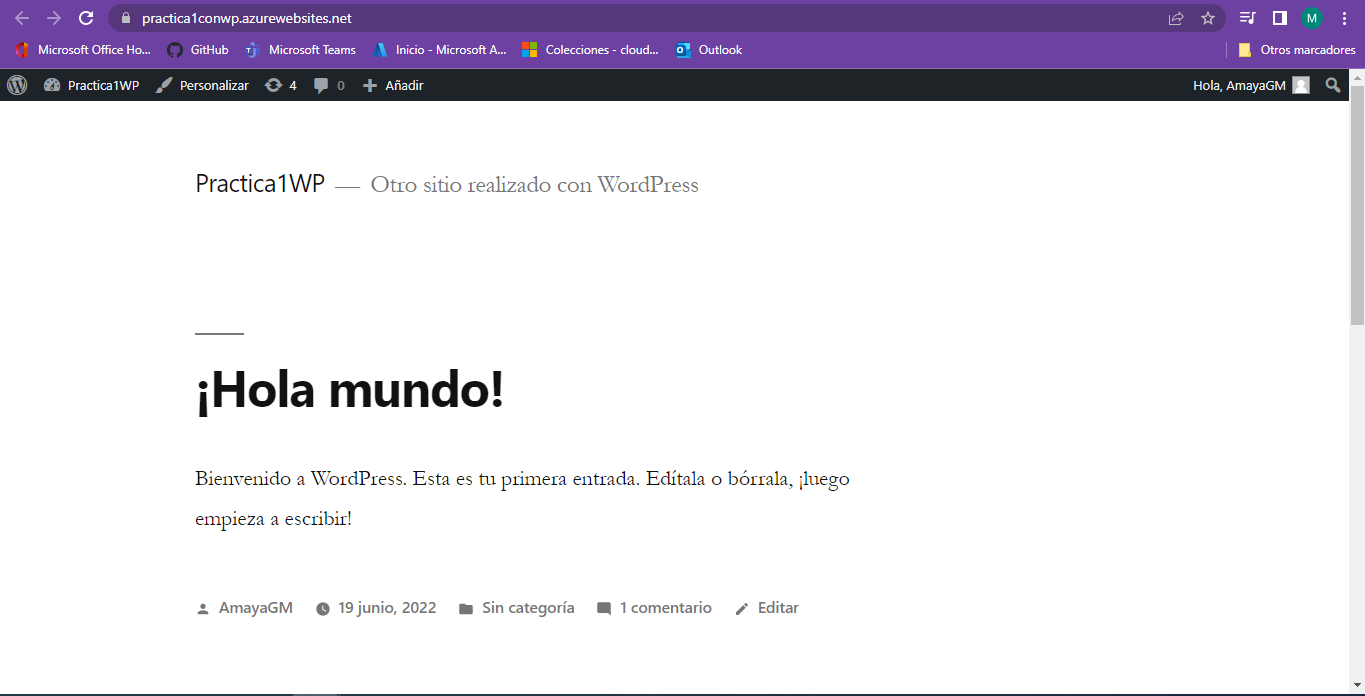 practica1conwp.azurewebsites.net
M
Microsoft Office Ho... GitHub Microsoft Teams Inicio - Microsoft A... Colecciones - cloud... Outlook Otros marcadores
Practica1WP Personalizar 4 0 Añadir Hola, AmayaGM
Practica1WP — Otro sitio realizado con WordPress
¡Hola mundo!
Bienvenido a WordPress. Esta es tu primera entrada. Edítala o bórrala, ¡luego
empieza a escribir!
AmayaGM 19 junio, 2022 Sin categoría 1 comentario Editar